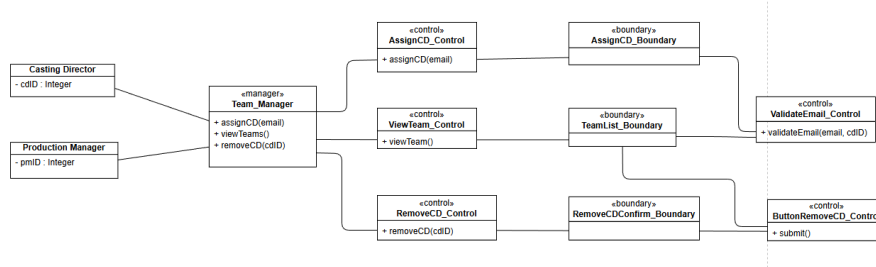 «control»
AssignCD_Control
+ assignCD(email)
«boundary»
AssignCD_Boundary
Casting Director
- cdID : Integer
«manager»
Team_Manager
+ assignCD(email)
+ viewTeams()
+ removeCD(cdID)
«control»
ViewTeam_Control
+ viewTeam()
«boundary»
TeamList_Boundary
«control»
ValidateEmail_Control
+ validateEmail(email, cdID)
Production Manager
- pmID : Integer
«control»
RemoveCD_Control
+ removeCD(cdID)
«boundary»
RemoveCDConfirm_Boundary
«control»
ButtonRemoveCD_Control
+ submit()